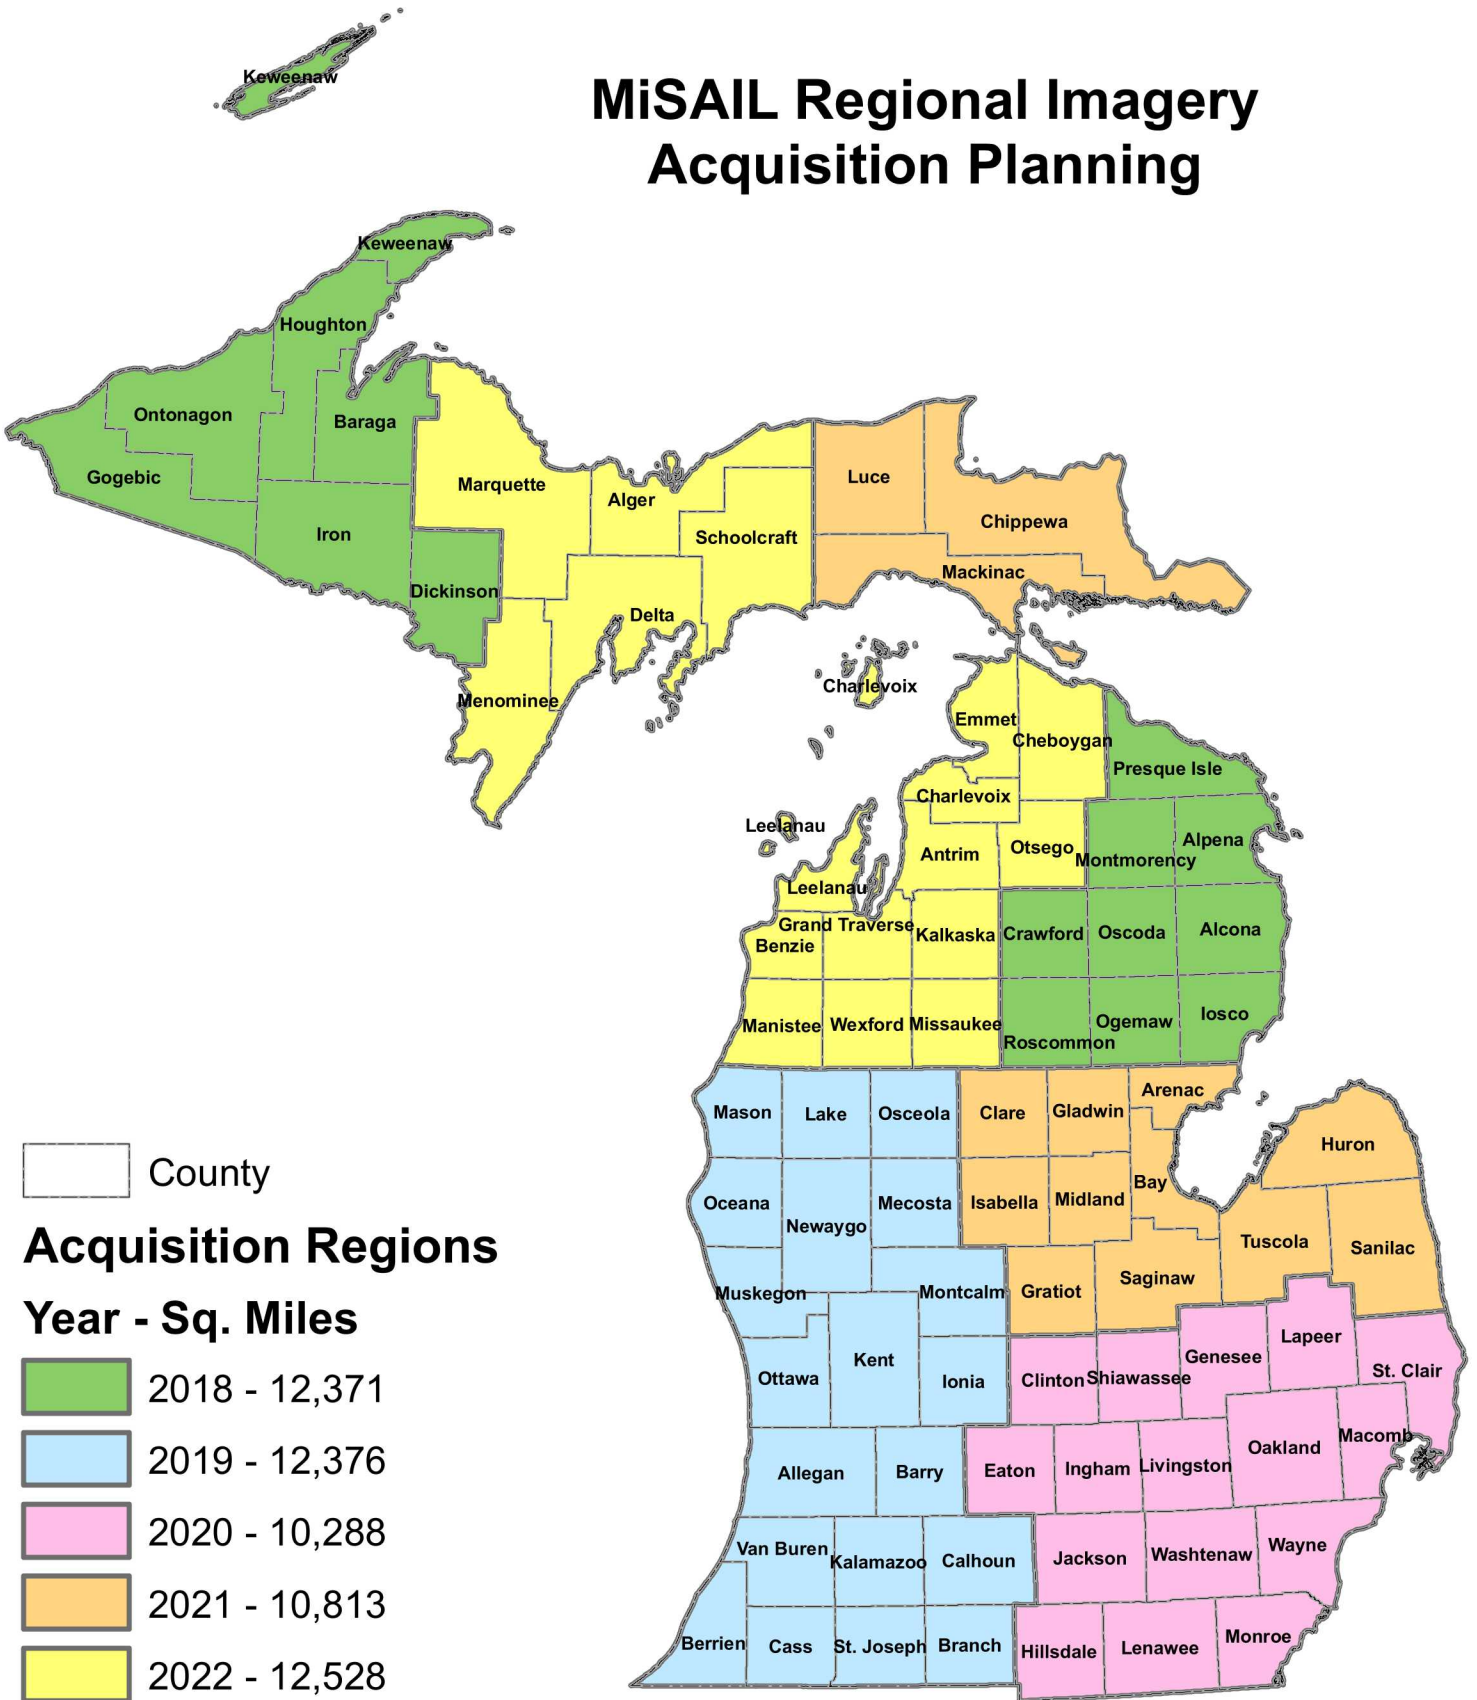 Keweenaw
MiSAIL Regional Imagery
Acquisition Planning
Keweenaw
Houghton
Ontonagon
Baraga
Gogebic
Iron
Dickinson
Marquette
Alger
Schoolcraft
Delta
Menominee
Luce
Chippewa
Mackinac
Charlevoix
Emmet
Cheboygan
Presque Isle
Charlevoix
Leelanau
Antrim
Otsego
Montmorency
Alpena
Leelanau
Grand Traverse
Benzie
Kalkaska
Crawford
Oscoda
Alcona
Manistee
Wexford
Missaukee
Roscommon
Ogemaw
Iosco
Mason
Lake
Osceola
Clare
Gladwin
Arenac
Huron
Oceana
Newaygo
Mecosta
Isabella
Midland
Bay
Tuscola
Sanilac
Muskegon
Montcalm
Gratiot
Saginaw
Ottawa
Kent
Ionia
Clinton
Shiawassee
Genesee
Lapeer
St. Clair
Allegan
Barry
Eaton
Ingham
Livingston
Oakland
Macomb
Van Buren
Kalamazoo
Calhoun
Jackson
Washtenaw
Wayne
Berrien
Cass
St. Joseph
Branch
Hillsdale
Lenawee
Monroe
County
Acquisition Regions
Year - Sq. Miles
2018 - 12,371
2019 - 12,376
2020 - 10,288
2021 - 10,813
2022 - 12,528